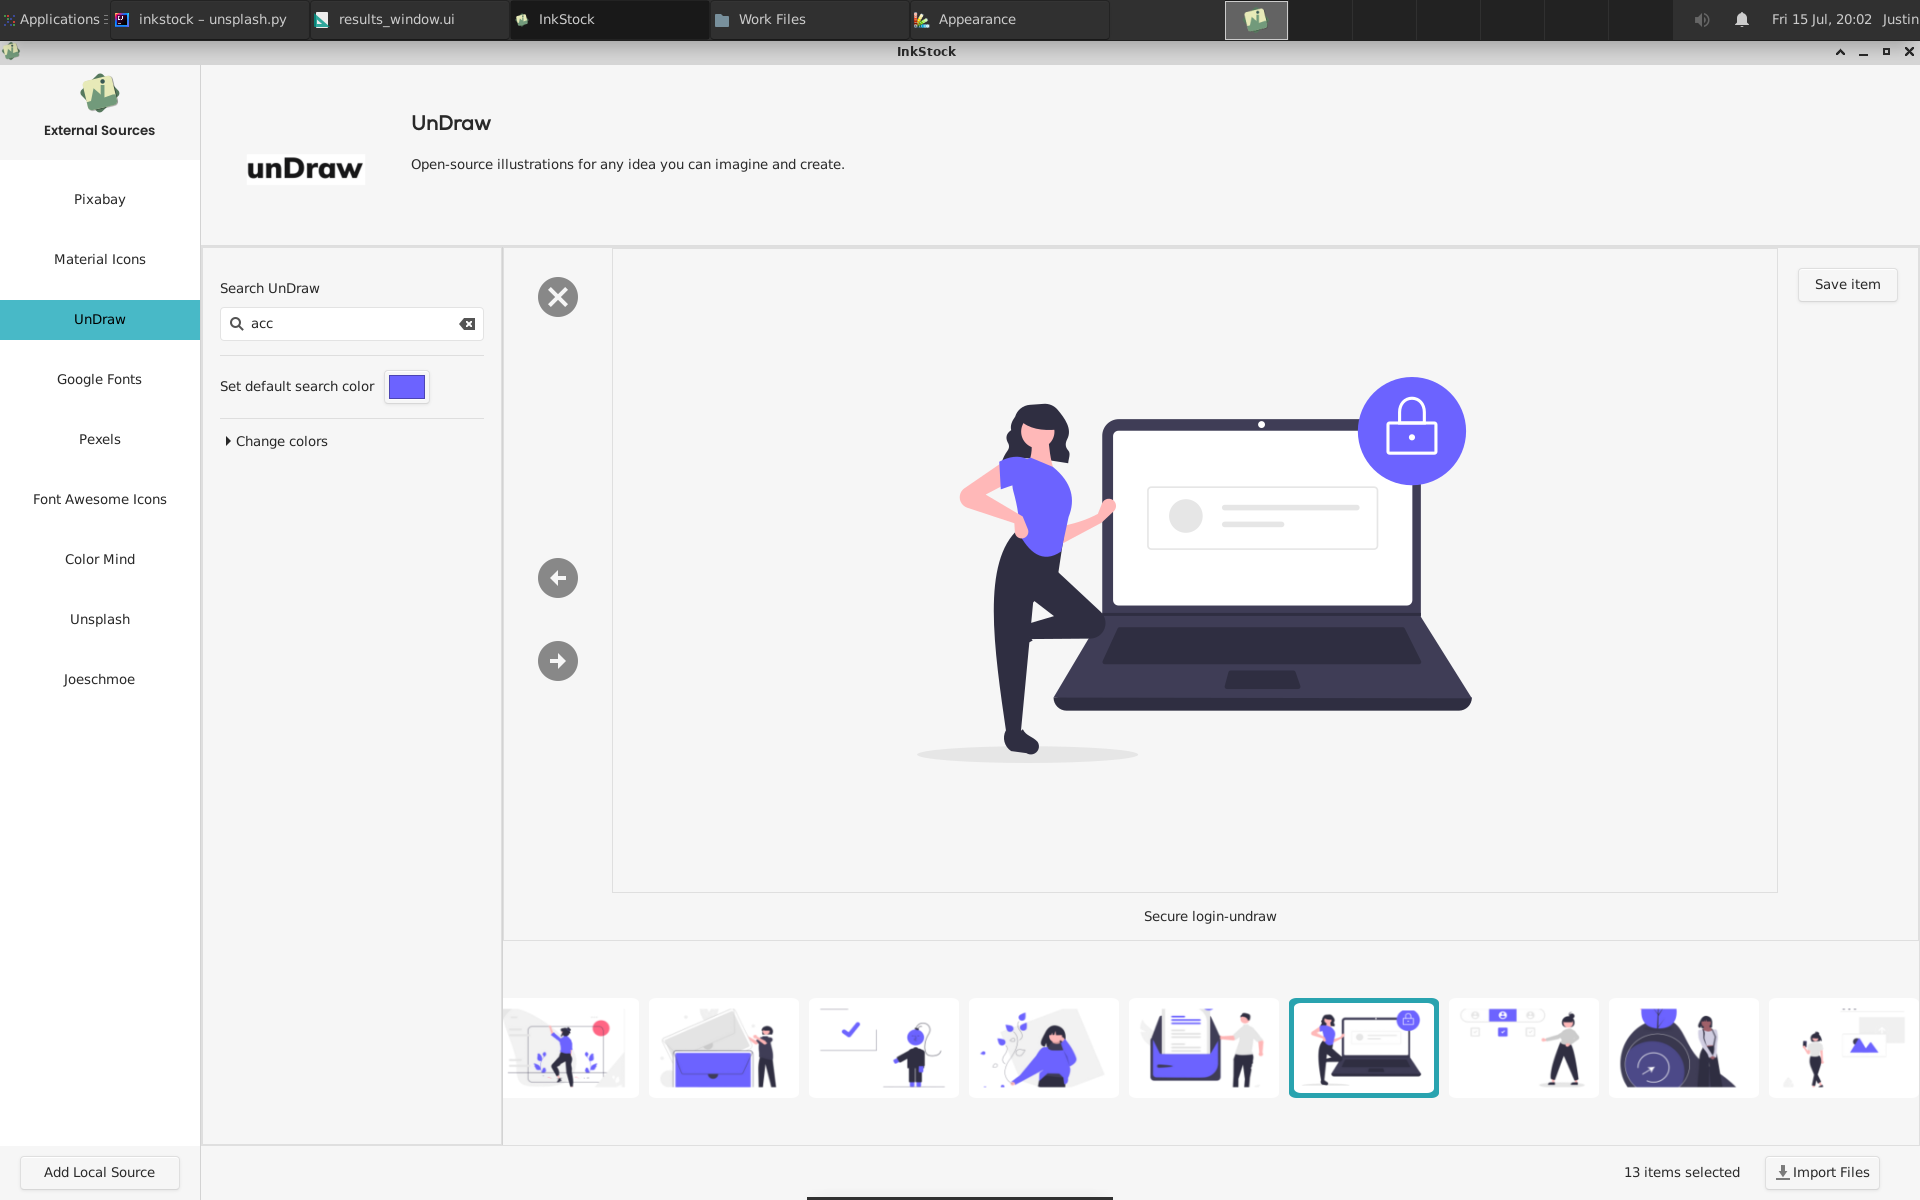 Applications
inkstock – unsplash.py
results_window.ui
InkStock
Work Files
Appearance
Fri 15 Jul, 20:02
Justin
InkStock
External Sources
UnDraw
unDraw
Open-source illustrations for any idea you can imagine and create.
Pixabay
Material Icons
UnDraw
Google Fonts
Pexels
Font Awesome Icons
Color Mind
Unsplash
Joeschmoe
Search UnDraw
acc
Set default search color
Change colors
Save item
Secure login-undraw
Add Local Source
13 items selected
Import Files